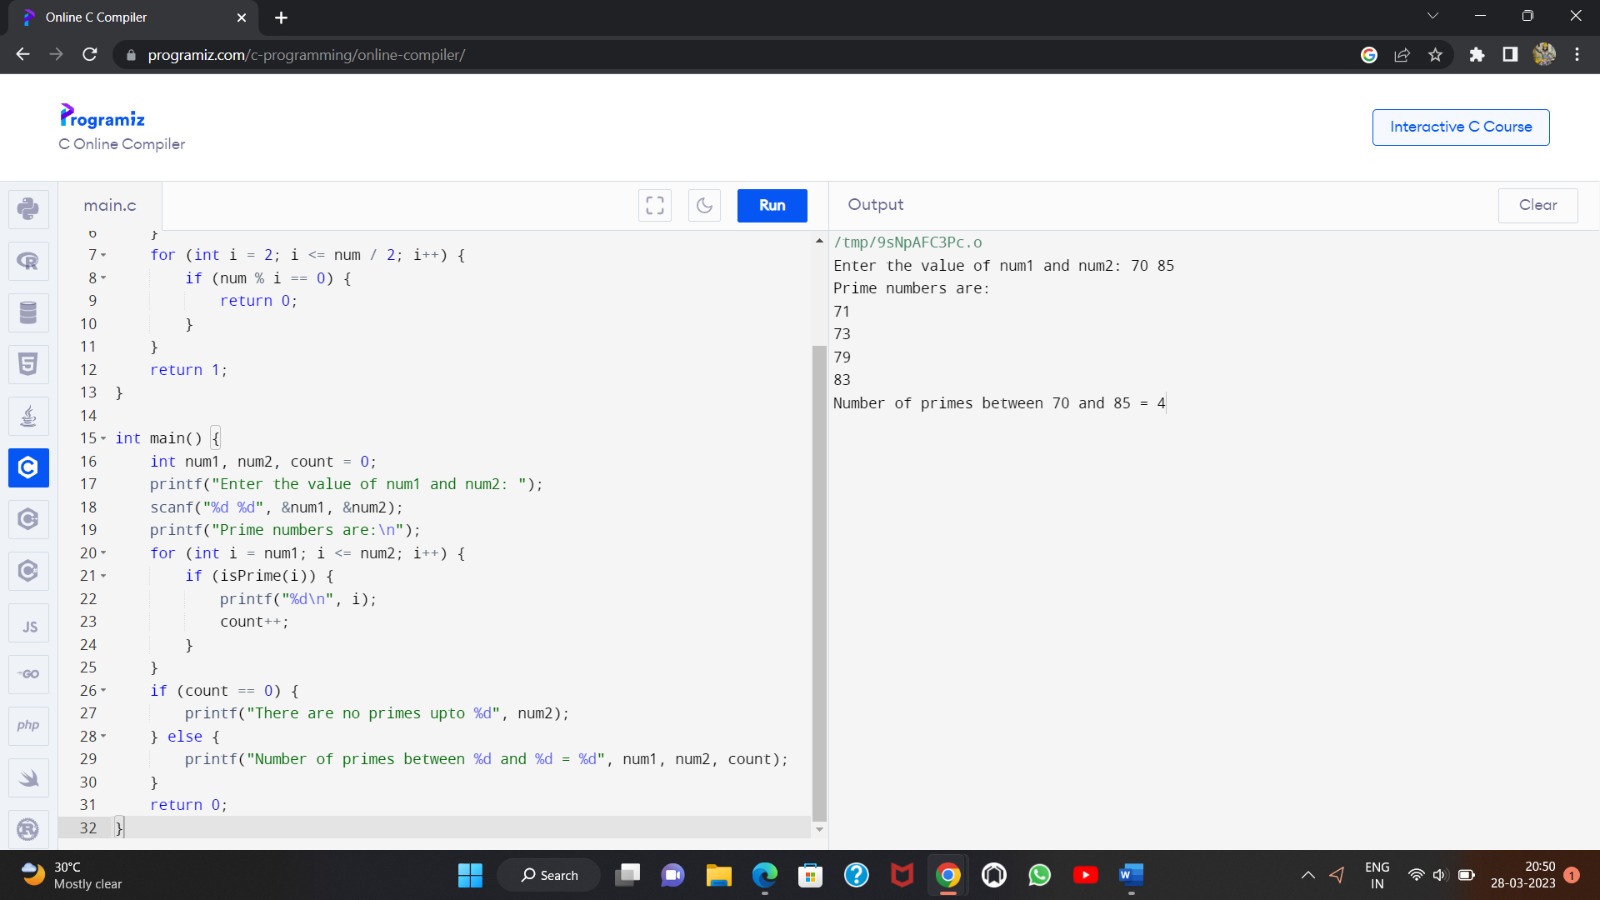 Online C Compiler
programiz.com/c-programming/online-compiler/
Programiz
C Online Compiler
Interactive C Course
main.c
Run
Output
Clear
6 }
7 for (int i = 2; i <= num / 2; i++) {
8 if (num % i == 0) {
9 return 0;
10 }
11 }
12 return 1;
13 }
14
15 int main() {
16 int num1, num2, count = 0;
17 printf("Enter the value of num1 and num2: ");
18 scanf("%d %d", &num1, &num2);
19 printf("Prime numbers are:\n");
20 for (int i = num1; i <= num2; i++) {
21 if (isPrime(i)) {
22 printf("%d\n", i);
23 count++;
24 }
25 }
26 if (count == 0) {
27 printf("There are no primes upto %d", num2);
28 } else {
29 printf("Number of primes between %d and %d = %d", num1, num2, count);
30 }
31 return 0;
32 }
/tmp/9sNpAFC3Pc.o
Enter the value of num1 and num2: 70 85
Prime numbers are:
71
73
79
83
Number of primes between 70 and 85 = 4
JS
GO
php
30°C
Mostly clear
Search
ENG
IN
20:50
28-03-2023
1